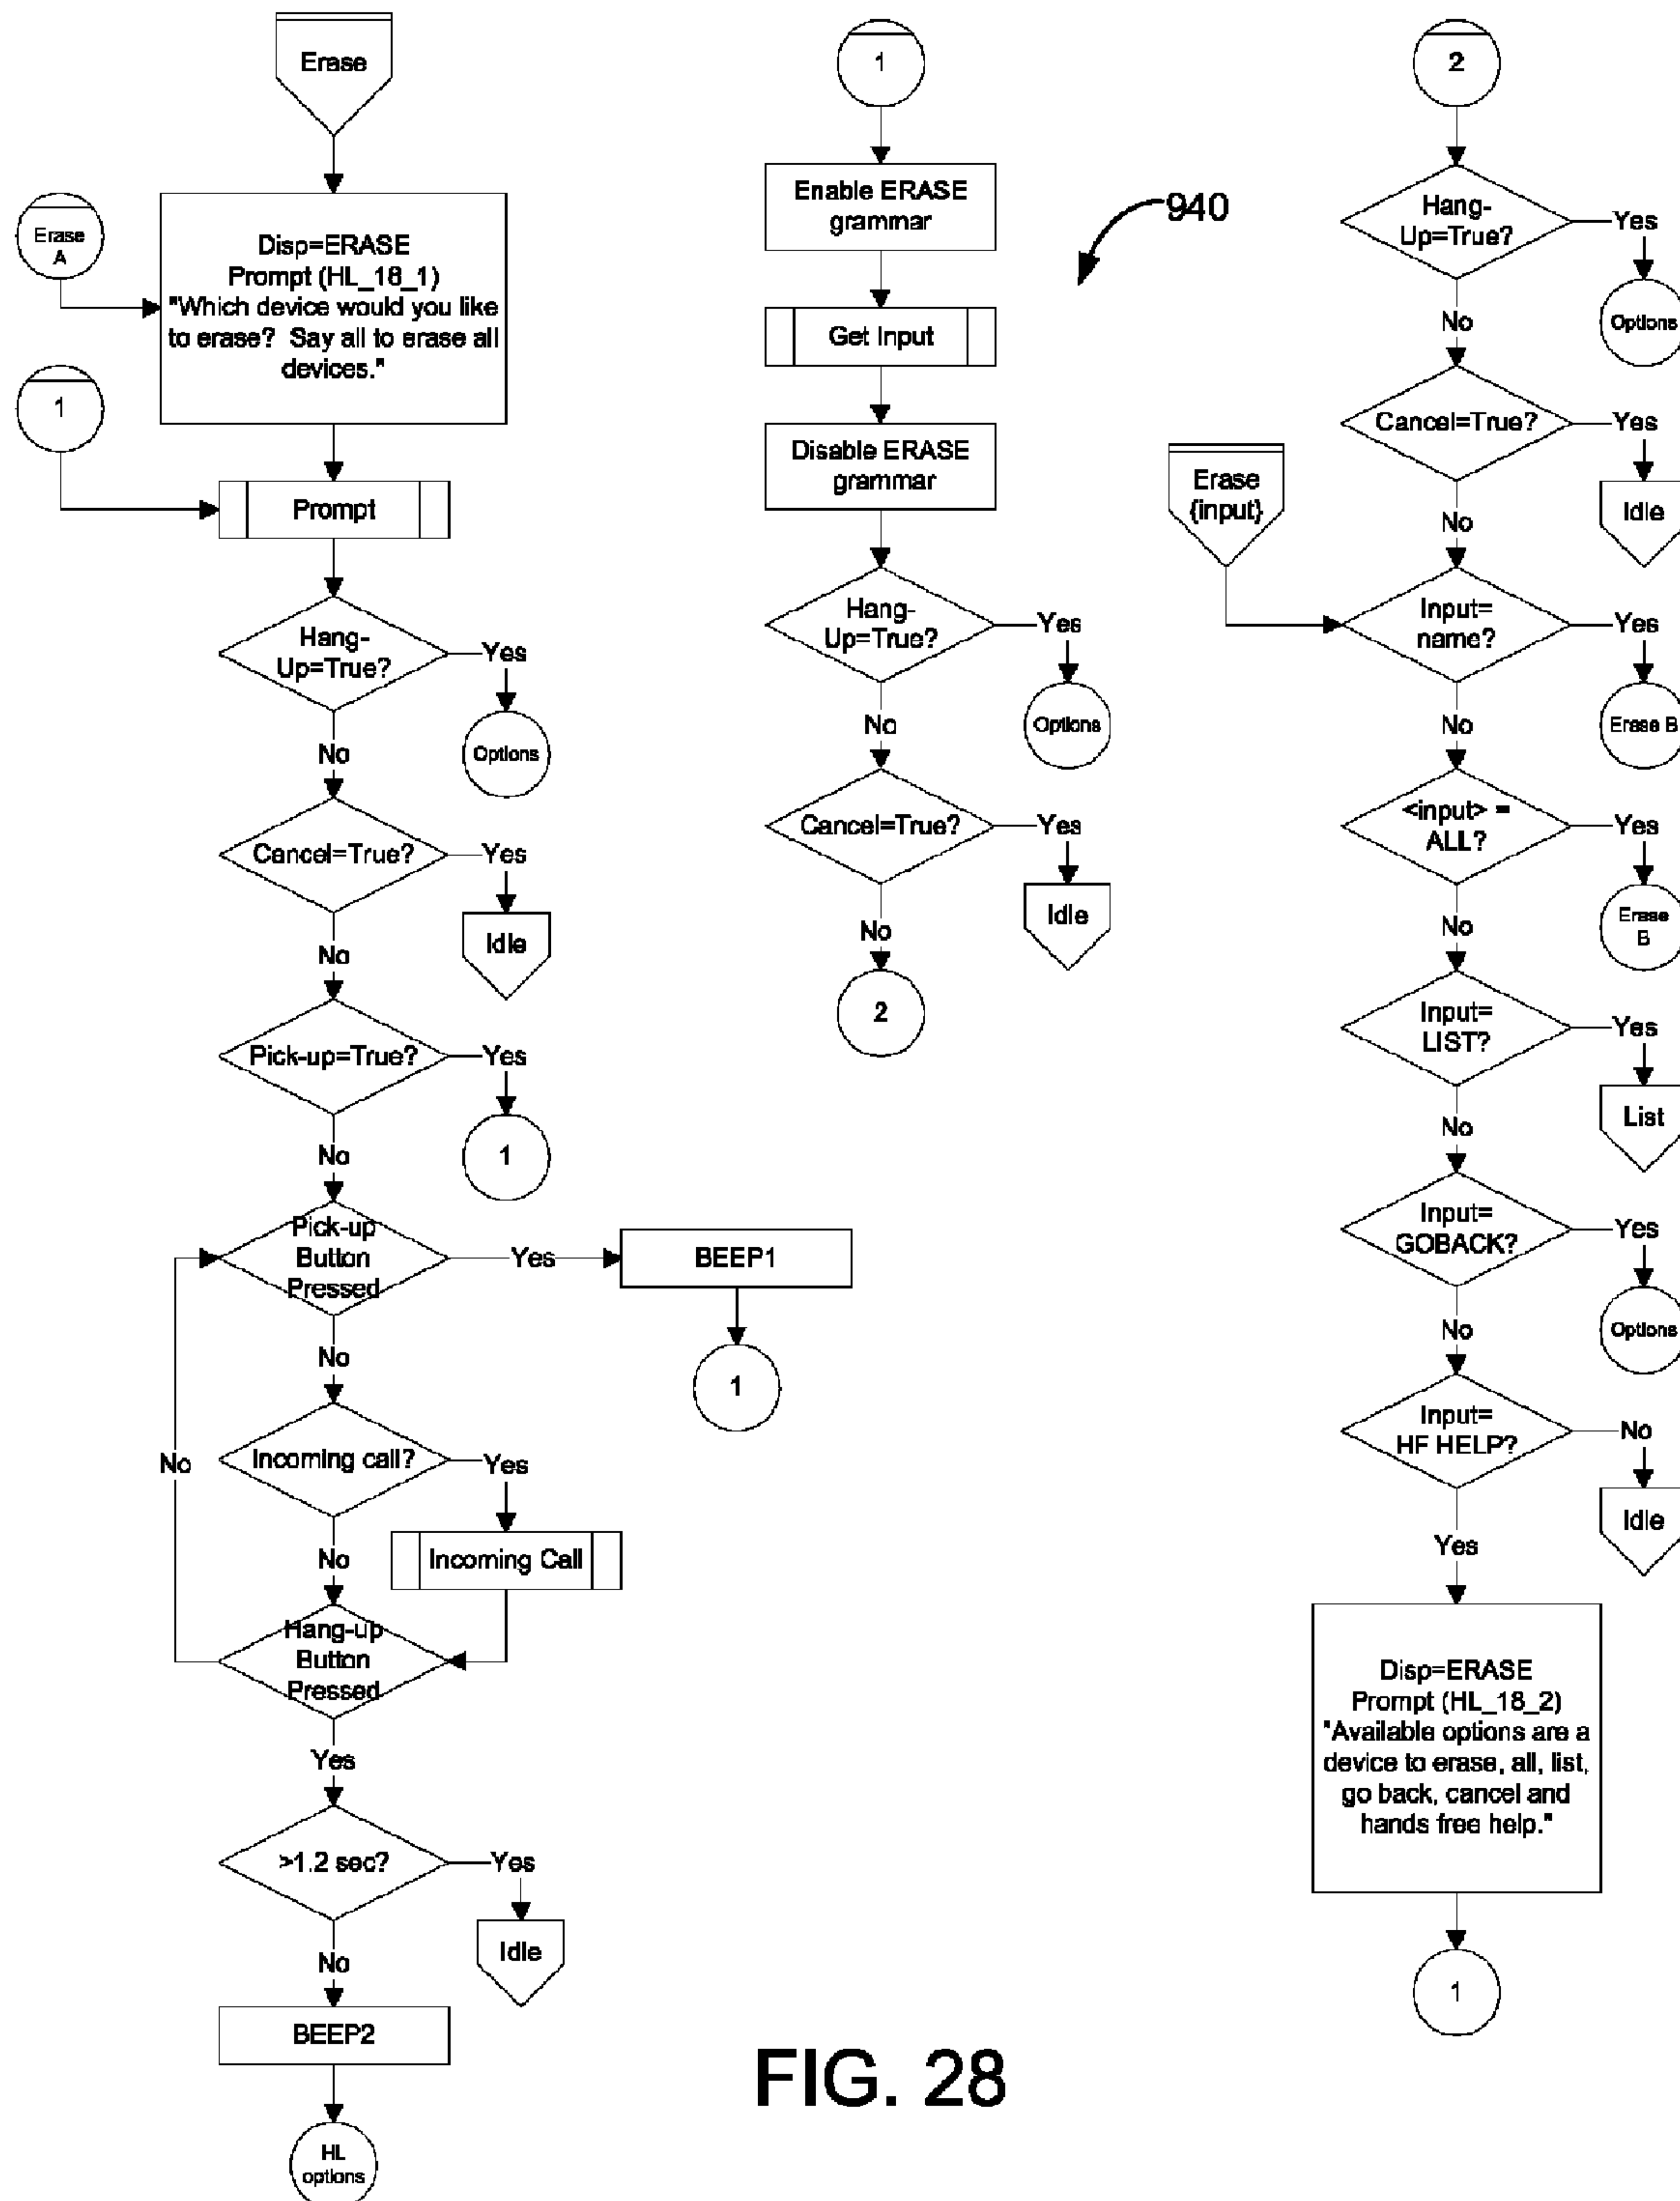 Erase
Erase
A
Disp=ERASE
Prompt (HL_18_1)
"Which device would you like
to erase? Say all to erase all
devices."
1
Prompt
Hang-
Up=True?
Yes
Options
No
Cancel=True?
Yes
Idle
No
Pick-up=True?
Yes
1
No
Pick-up
Button
Pressed
Yes
BEEP1
1
No
Incoming call?
Yes
Incoming Call
No
No
Hang-up
Button
Pressed
Yes
>1.2 sec?
Yes
Idle
No
BEEP2
HL
options
1
Enable ERASE
grammar
940
Get Input
Disable ERASE
grammar
Hang-
Up=True?
Yes
Options
No
Cancel=True?
Yes
Idle
No
2
2
Hang-
Up=True?
Yes
Options
No
Cancel=True?
Yes
Idle
No
Erase
{input}
Input=
name?
Yes
Erase B
No
<input> =
ALL?
Yes
Erase
B
No
Input=
LIST?
Yes
List
No
Input=
GOBACK?
Yes
Options
No
Input=
HF HELP?
No
Idle
Yes
Disp=ERASE
Prompt (HL_18_2)
"Available options are a
device to erase, all, list,
go back, cancel and
hands free help."
1
FIG. 28